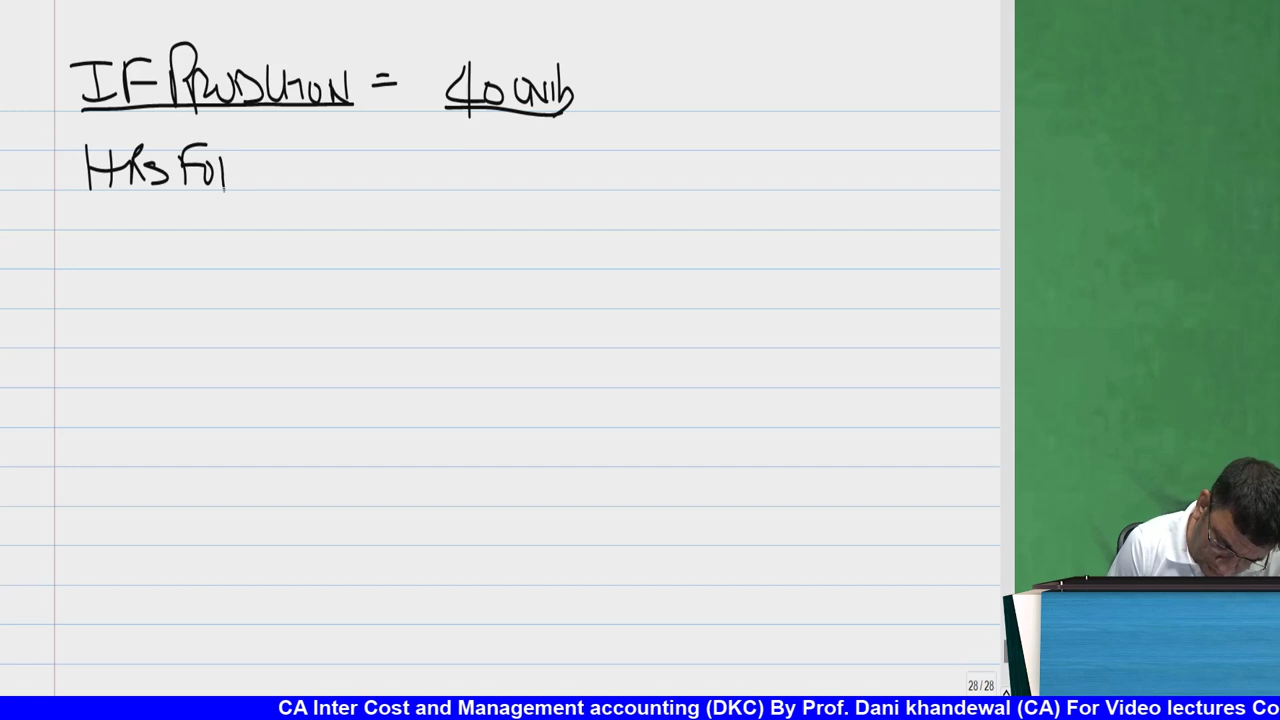 IF PRODUCTION = 40 Units
HRS For
28/28
CA Inter Cost and Management accounting (DKC) By Prof. Dani khandewal (CA) For Video lectures Co